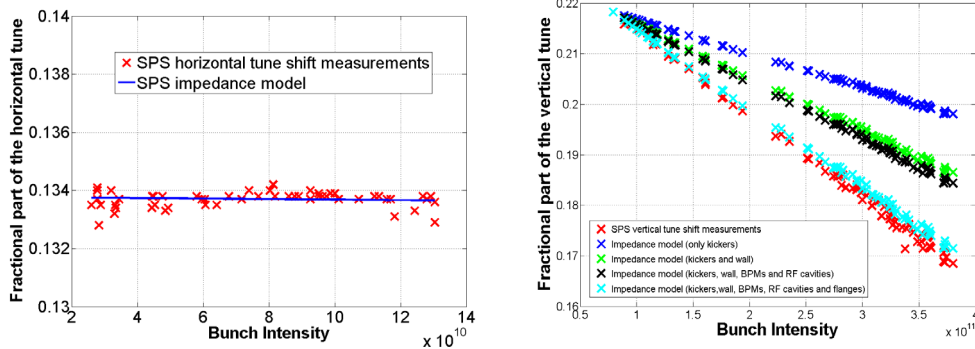 0.14
0.138
0.136
0.134
0.132
0.13
2
4
6
8
10
12
14
x 10¹⁰
Bunch Intensity
Fractional part of the horizontal tune
SPS horizontal tune shift measurements
SPS impedance model
0.22
0.21
0.2
0.19
0.18
0.17
0.16
0.5
1
1.5
2
2.5
3
3.5
4
x 10¹¹
Bunch Intensity
Fractional part of the vertical tune
SPS vertical tune shift measurements
Impedance model (only kickers)
Impedance model (kickers and wall)
Impedance model (kickers, wall, BPMs and RF cavities)
Impedance model (kickers,wall, BPMs, RF cavities and flanges)